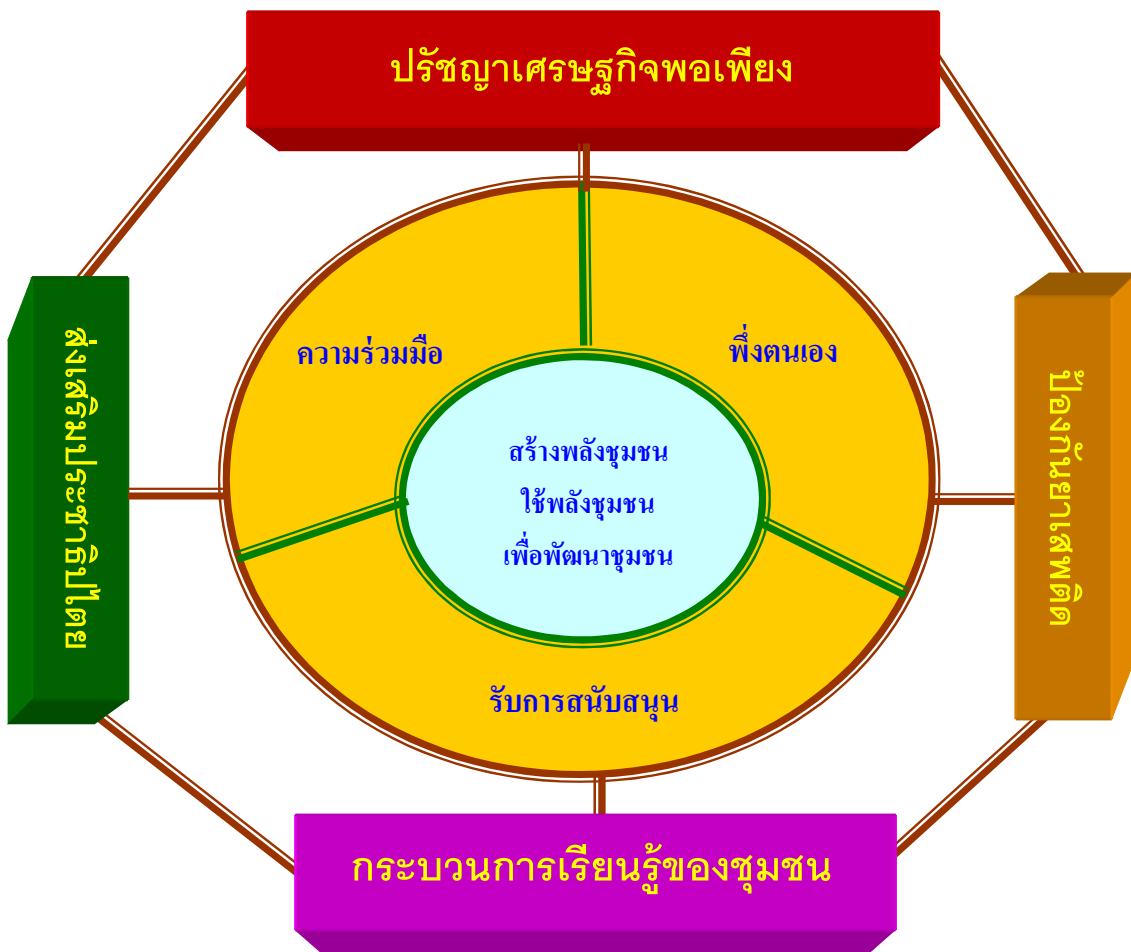 ปรัชญาเศรษฐกิจพอเพียง
ส่งเสริมประชาธิปไตย
ความร่วมมือ
พึ่งตนเอง
ป้องกันยาเสพติด
สร้างพลังชุมชน
ใช้พลังชุมชน
เพื่อพัฒนาชุมชน
รับการสนับสนุน
กระบวนการเรียนรู้ของชุมชน